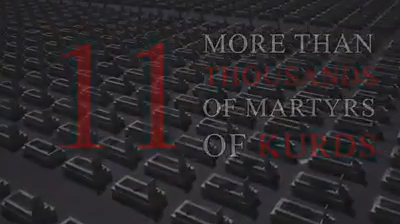 11
MORE THAN
THOUSANDS
OF MARTYRS
OF KURDS